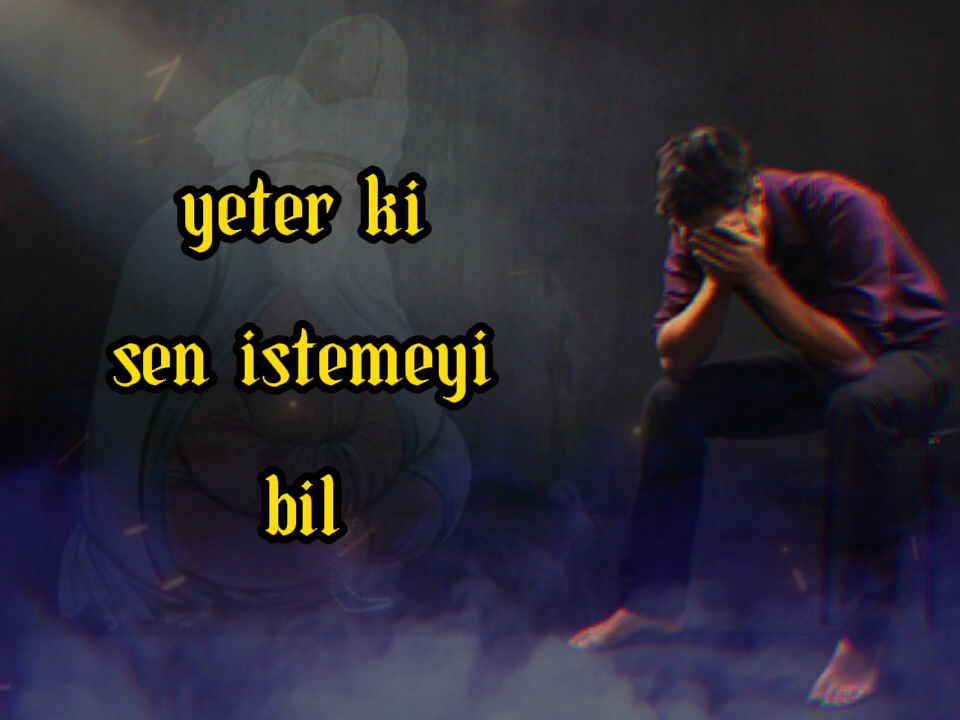 yeter ki
sen istemeyi
bil